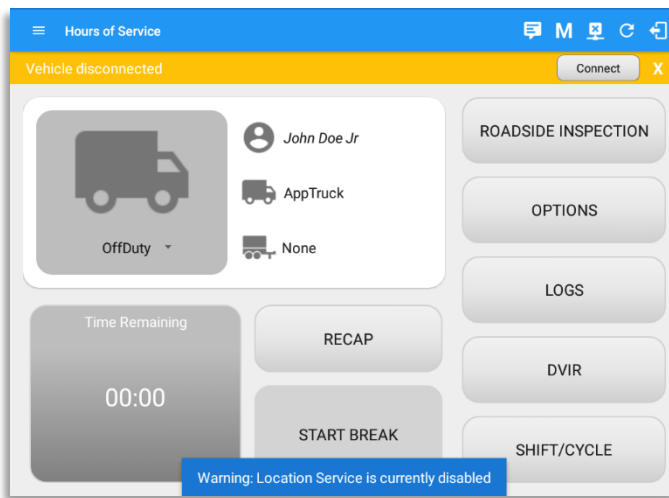 Hours of Service
M
Vehicle disconnected
Connect
X
OffDuty
John Doe Jr
AppTruck
None
ROADSIDE INSPECTION
OPTIONS
LOGS
DVIR
SHIFT/CYCLE
Time Remaining
00:00
RECAP
START BREAK
Warning: Location Service is currently disabled